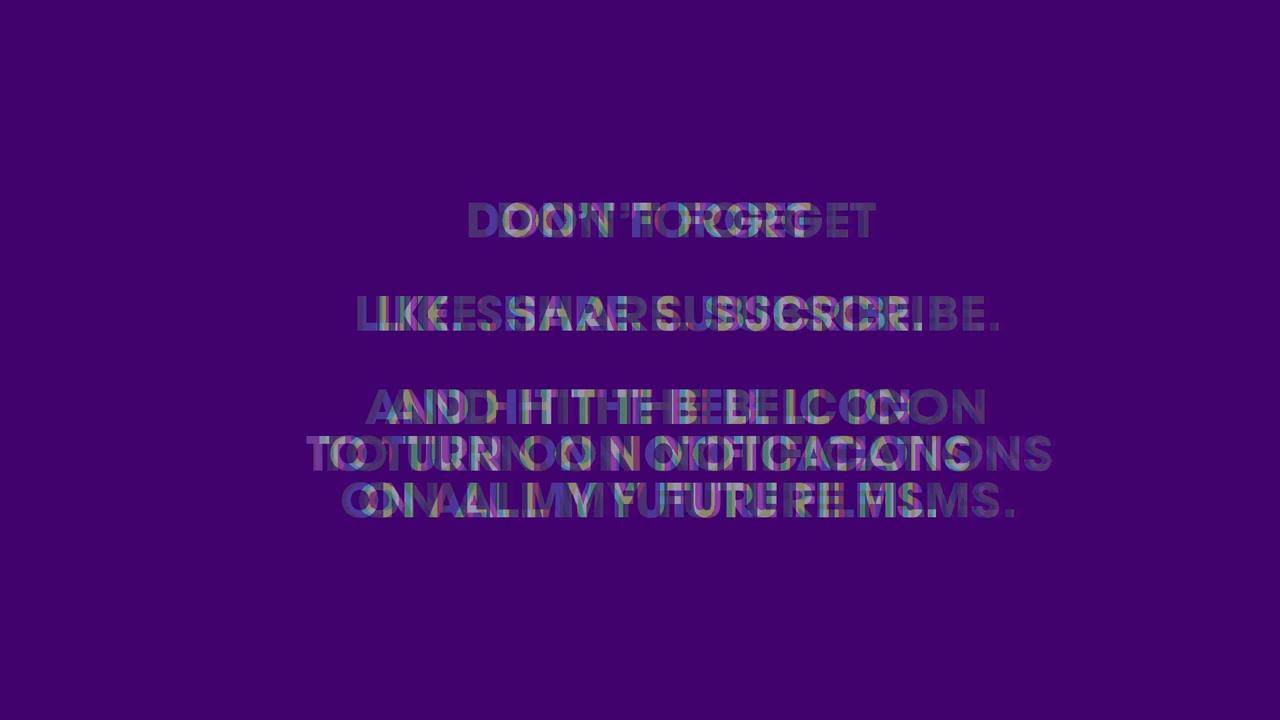 DON'T FORGET
LIKE. SHARE. SUBSCRIBE.
AND HIT THE BELL ICON
TO TURN ON NOTIFICATIONS
ON ALL MY FUTURE FILMS.